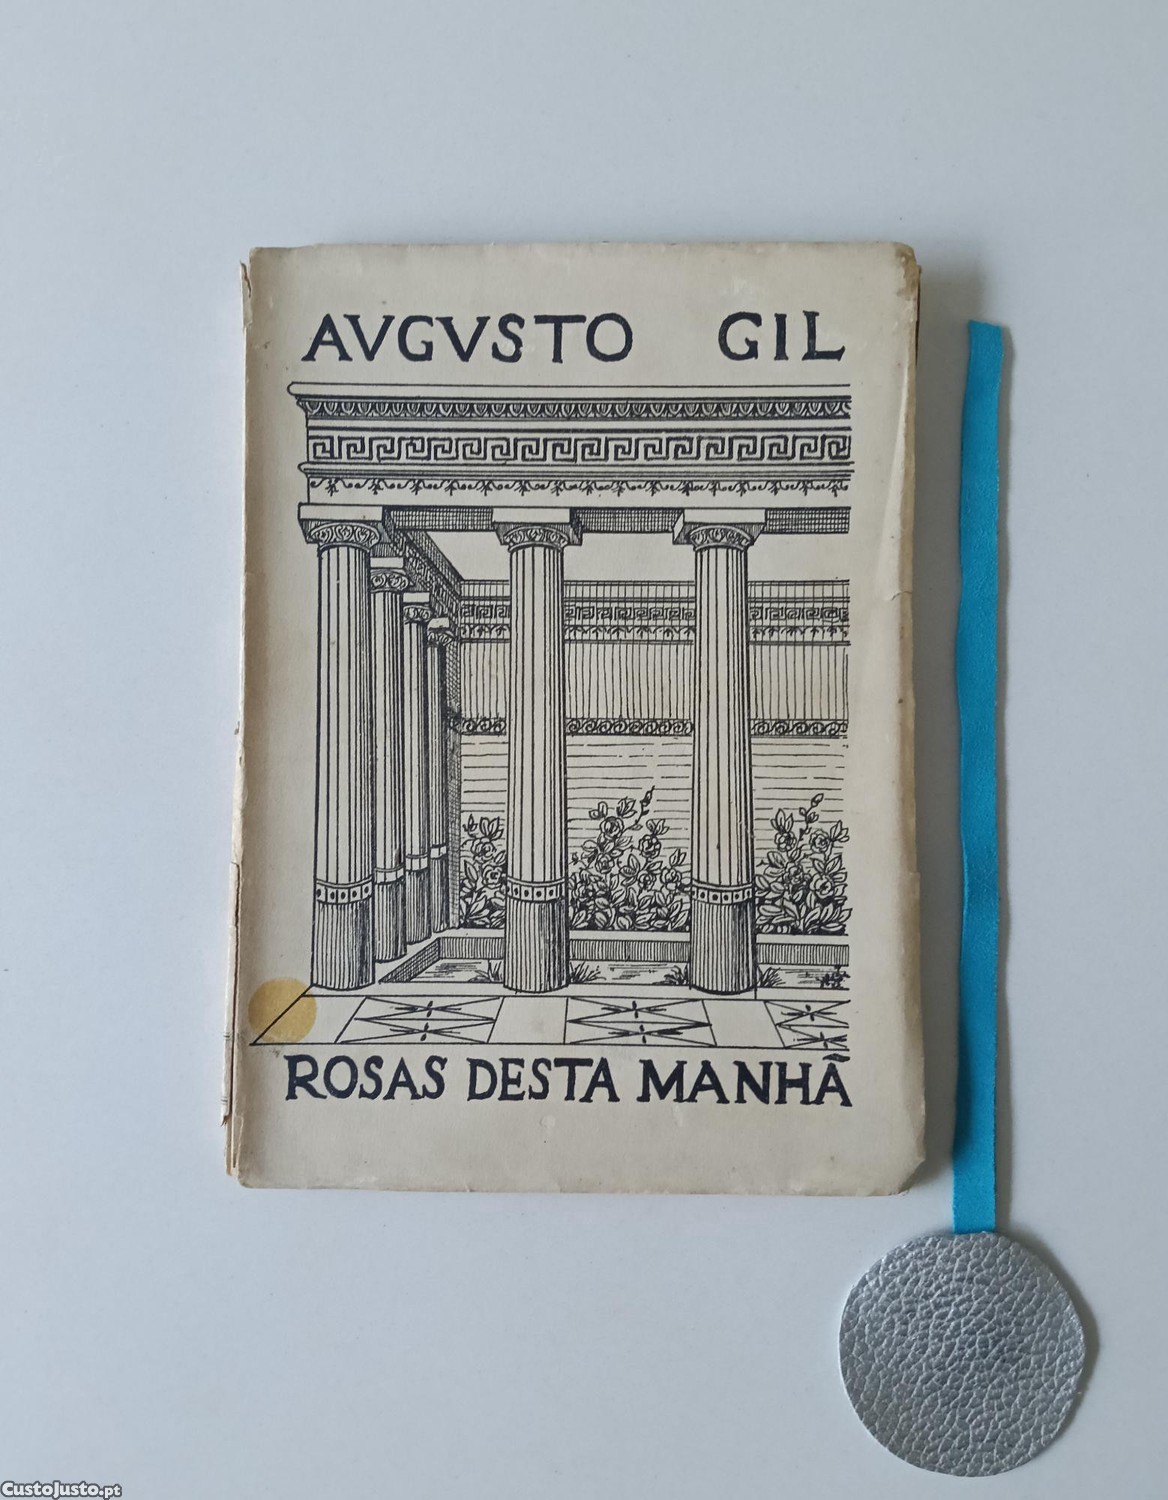 AVGVSTO GIL
ROSAS DESTA MANHÃ
CustoJusto.pt